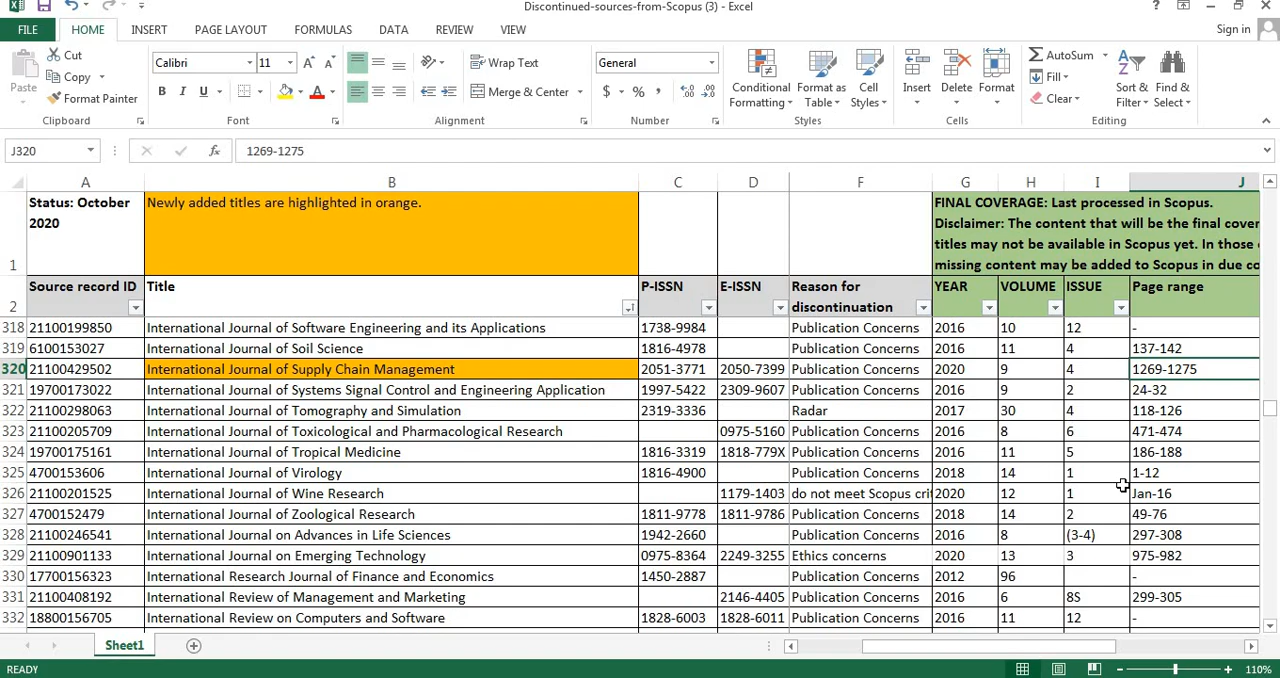 Discontinued-sources-from-Scopus (3) - Excel
?
FILE HOME INSERT PAGE LAYOUT FORMULAS DATA REVIEW VIEW Sign in
Paste
Cut
Copy
Format Painter
Clipboard
Calibri 11
B I U A
Font
Wrap Text
Merge & Center
Alignment
General
$ % ,
Number
Conditional Formatting
Format as Table
Cell Styles
Styles
Insert
Delete
Format
Cells
AutoSum
Fill
Clear
Sort & Filter
Find & Select
Editing
J320 fx 1269-1275
A B C D F G H I J
1 Status: October 2020 Newly added titles are highlighted in orange. FINAL COVERAGE: Last processed in Scopus.
Disclaimer: The content that will be the final cover
titles may not be available in Scopus yet. In those
missing content may be added to Scopus in due co
2 Source record ID Title P-ISSN E-ISSN Reason for discontinuation YEAR VOLUME ISSUE Page range
318 21100199850 International Journal of Software Engineering and its Applications 1738-9984 Publication Concerns 2016 10 12 -
319 6100153027 International Journal of Soil Science 1816-4978 Publication Concerns 2016 11 4 137-142
320 21100429502 International Journal of Supply Chain Management 2051-3771 2050-7399 Publication Concerns 2020 9 4 1269-1275
321 19700173022 International Journal of Systems Signal Control and Engineering Application 1997-5422 2309-9607 Publication Concerns 2016 9 2 24-32
322 21100298063 International Journal of Tomography and Simulation 2319-3336 Radar 2017 30 4 118-126
323 21100205709 International Journal of Toxicological and Pharmacological Research 0975-5160 Publication Concerns 2016 8 6 471-474
324 19700175161 International Journal of Tropical Medicine 1816-3319 1818-779X Publication Concerns 2016 11 5 186-188
325 4700153606 International Journal of Virology 1816-4900 Publication Concerns 2018 14 1 1-12
326 21100201525 International Journal of Wine Research 1179-1403 do not meet Scopus crit 2020 12 1 Jan-16
327 4700152479 International Journal of Zoological Research 1811-9778 1811-9786 Publication Concerns 2018 14 2 49-76
328 21100246541 International Journal on Advances in Life Sciences 1942-2660 Publication Concerns 2016 8 (3-4) 297-308
329 21100901133 International Journal on Emerging Technology 0975-8364 2249-3255 Ethics concerns 2020 13 3 975-982
330 17700156323 International Research Journal of Finance and Economics 1450-2887 Publication Concerns 2012 96 -
331 21100408192 International Review of Management and Marketing 2146-4405 Publication Concerns 2016 6 8S 299-305
332 18800156705 International Review on Computers and Software 1828-6003 1828-6011 Publication Concerns 2016 11 12
Sheet1
READY 110%